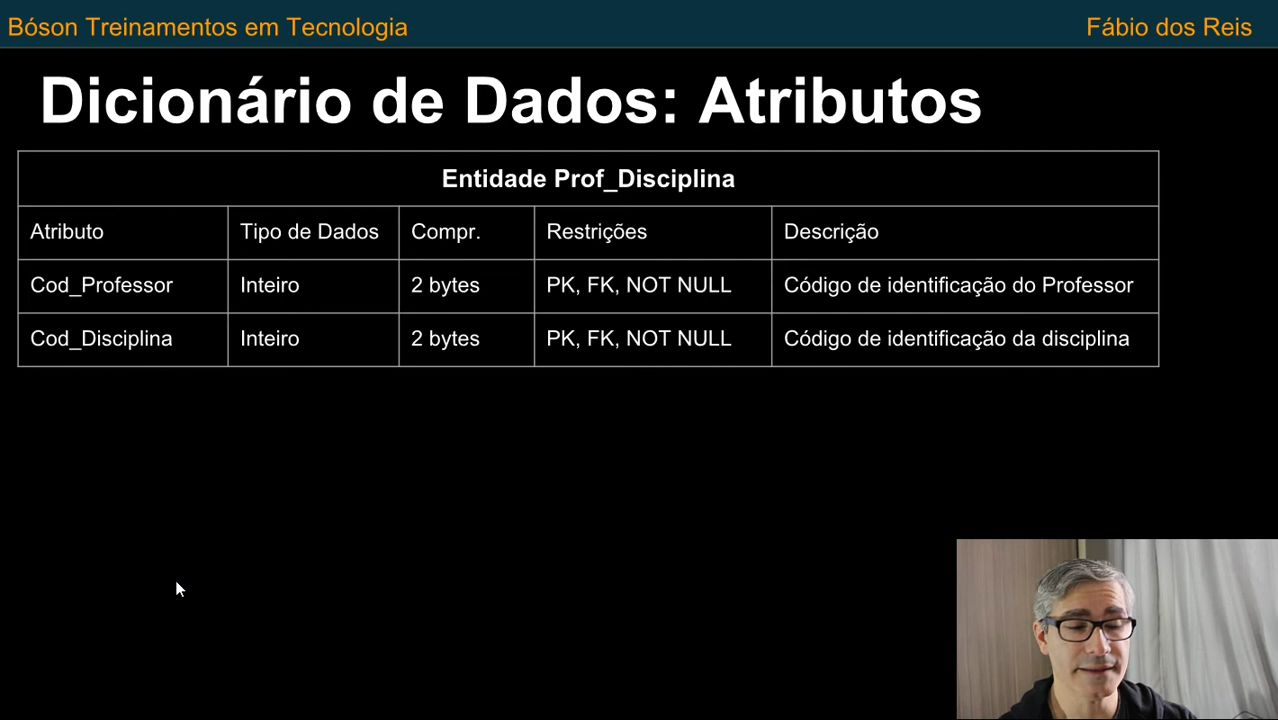 Bóson Treinamentos em Tecnologia
Fábio dos Reis
Dicionário de Dados: Atributos
Entidade Prof_Disciplina
Atributo Tipo de Dados Compr. Restrições Descrição
Cod_Professor Inteiro 2 bytes PK, FK, NOT NULL Código de identificação do Professor
Cod_Disciplina Inteiro 2 bytes PK, FK, NOT NULL Código de identificação da disciplina